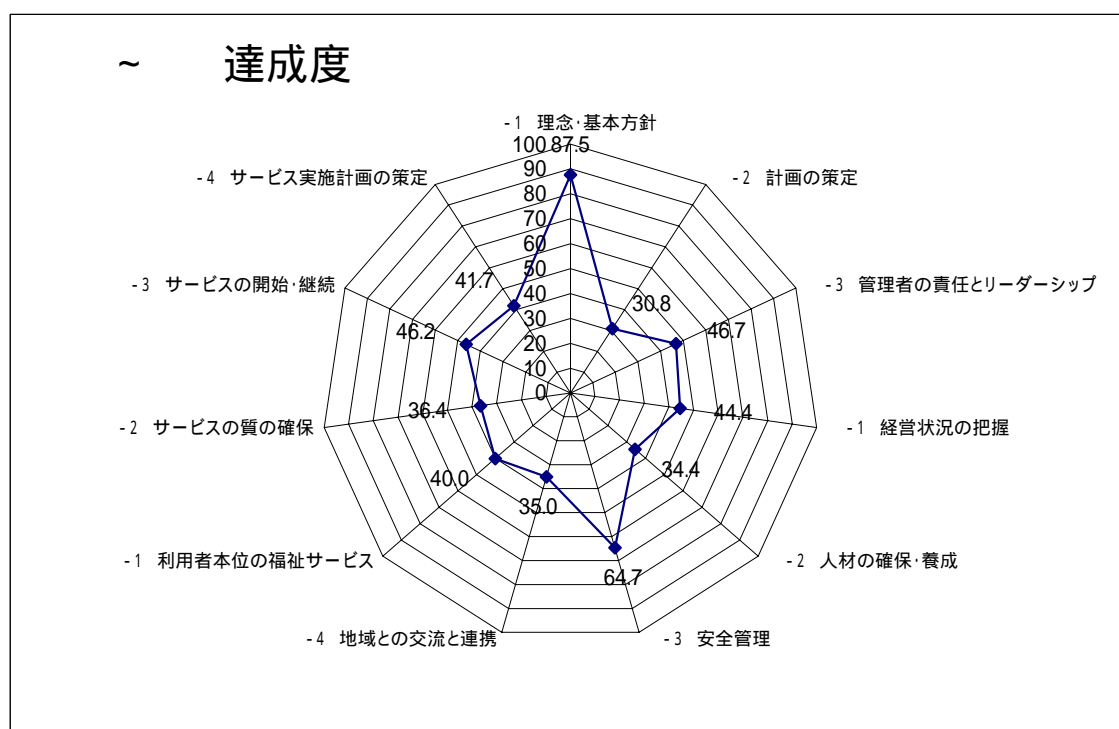 ~ 達成度
-1 理念･基本方針
100 87.5
90
80
70
60
50
40
30
20
10
0
-2 計画の策定
30.8
-3 管理者の責任とリーダーシップ
46.7
-1 経営状況の把握
44.4
-2 人材の確保･養成
34.4
-3 安全管理
64.7
-4 地域との交流と連携
35.0
-1 利用者本位の福祉サービス
40.0
-2 サービスの質の確保
36.4
-3 サービスの開始･継続
46.2
-4 サービス実施計画の策定
41.7